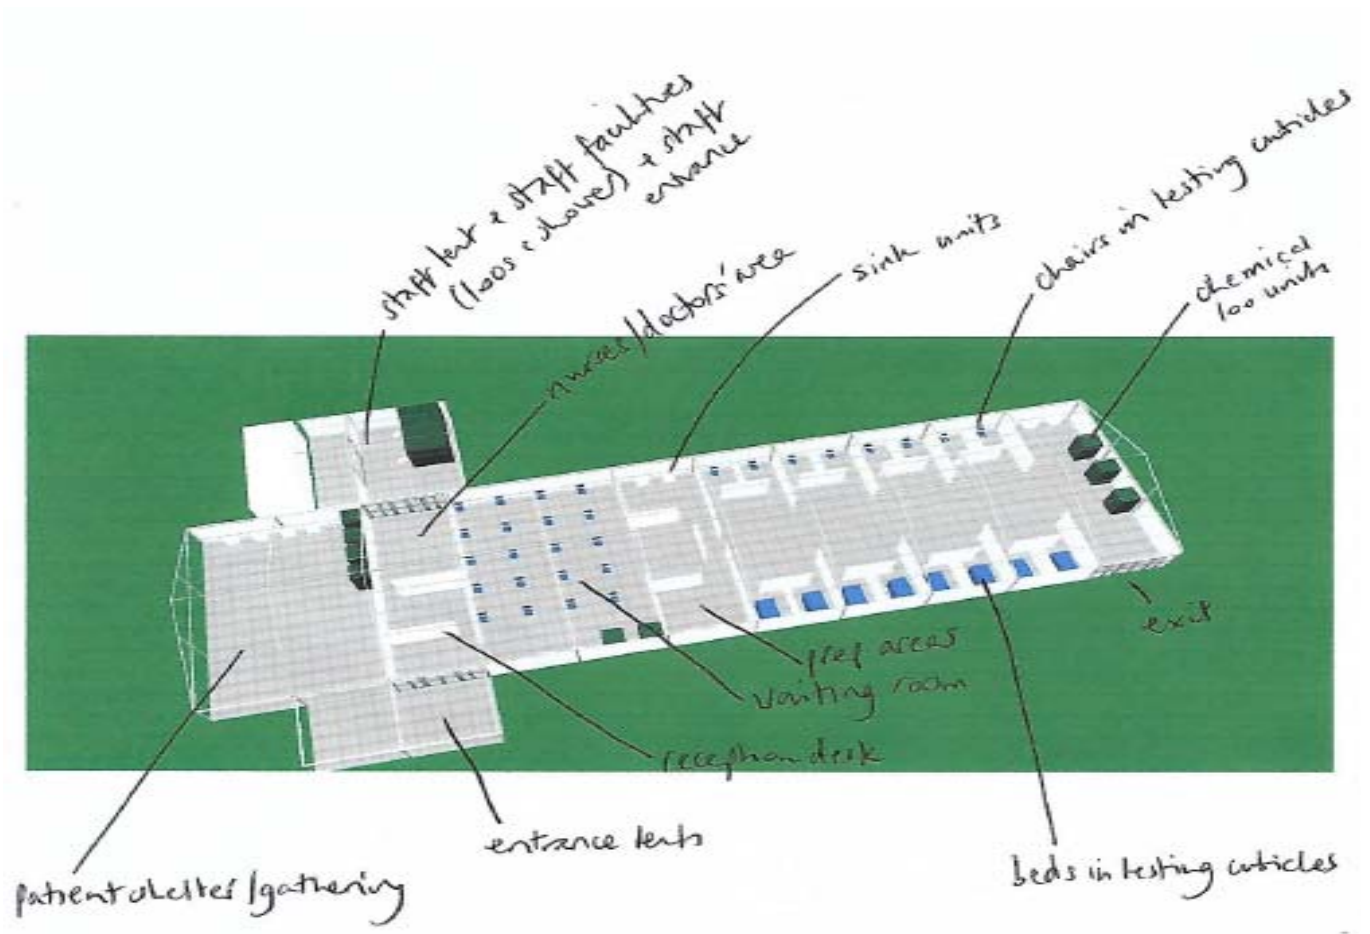 staff tent & staff facilities
(loos & shower) & staff
entrance
nurses/doctors' area
sink units
chairs in testing cubicles
chemical
loo units
exit
prep areas
waiting room
reception desk
entrance tents
beds in testing cubicles
patient shelter/gathering